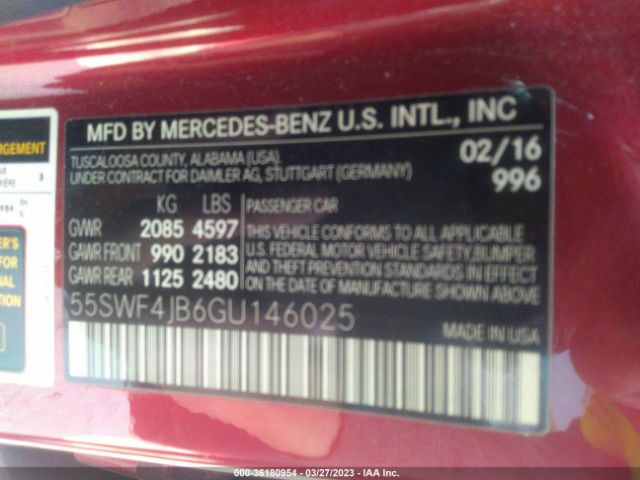 MFD BY MERCEDES-BENZ U.S. INTL., INC
TUSCALOOSA COUNTY, ALABAMA (USA)
UNDER CONTRACT FOR DAIMLER AG, STUTTGART (GERMANY)
02/16
996
KG LBS
GVWR 2085 4597
GAWR FRONT 990 2183
GAWR REAR 1125 2480
PASSENGER CAR
THIS VEHICLE CONFORMS TO ALL APPLICABLE
U.S. FEDERAL MOTOR VEHICLE SAFETY, BUMPER
AND THEFT PREVENTION STANDARDS IN EFFECT
ON THE DATE OF MANUFACTURE SHOWN ABOVE.
55SWF4JB6GU146025
MADE IN USA
000-36180954 - 03/27/2023 - IAA Inc.